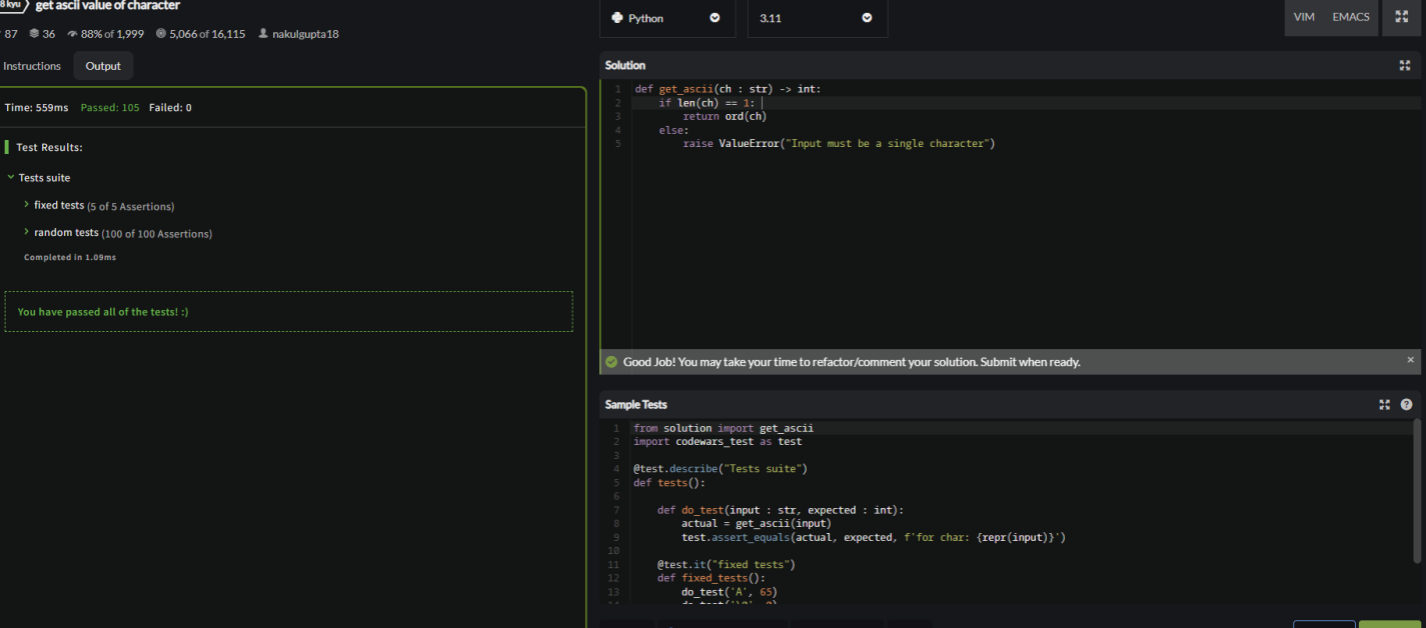 8 kyu get ascii value of character
87 36 88% of 1,999 5,066 of 16,115 nakulgupta18
Instructions Output
Time: 559ms Passed: 105 Failed: 0
Test Results:
Tests suite
fixed tests (5 of 5 Assertions)
random tests (100 of 100 Assertions)
Completed in 1.09ms
You have passed all of the tests! :)
Python 3.11 VIM EMACS
Solution
1 def get_ascii(ch : str) -> int:
2     if len(ch) == 1:
3         return ord(ch)
4     else:
5         raise ValueError("Input must be a single character")
Good Job! You may take your time to refactor/comment your solution. Submit when ready.
Sample Tests
1 from solution import get_ascii
2 import codewars_test as test
3
4 @test.describe("Tests suite")
5 def tests():
6
7     def do_test(input : str, expected : int):
8         actual = get_ascii(input)
9         test.assert_equals(actual, expected, f'for char: {repr(input)}')
10
11     @test.it("fixed tests")
12     def fixed_tests():
13         do_test('A', 65)